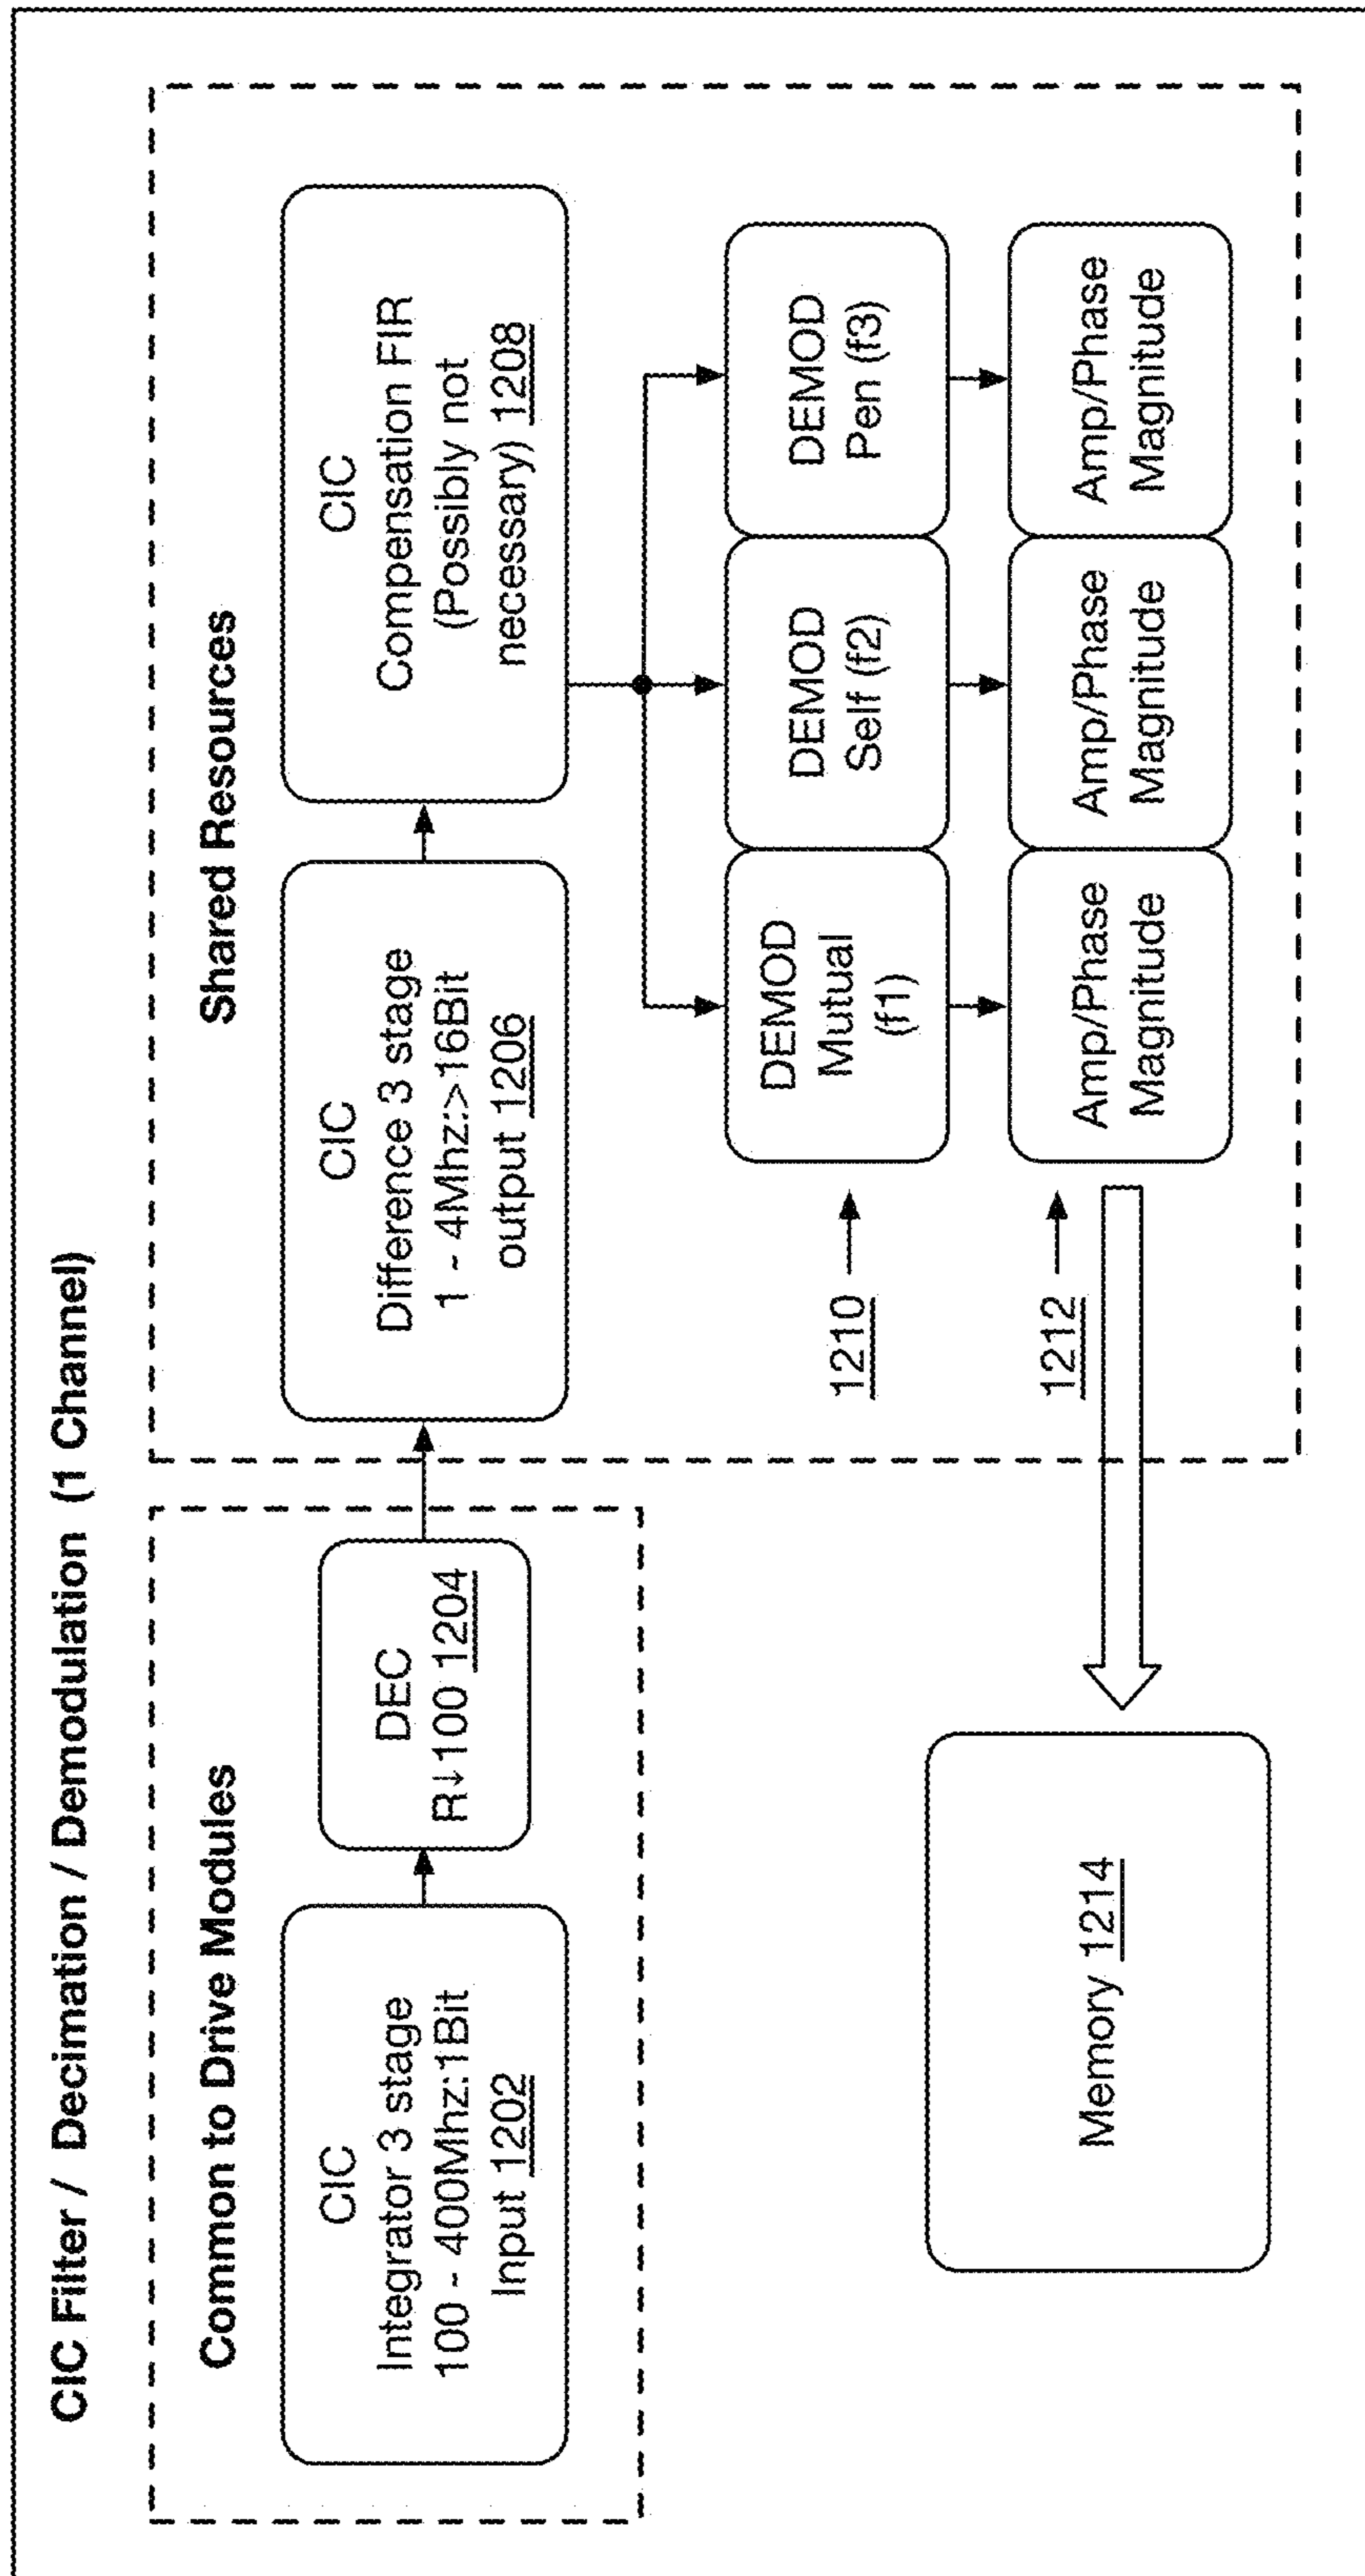 CIC Filter / Decimation / Demodulation (1 Channel)
Common to Drive Modules
CIC
Integrator 3 stage
100 - 400Mhz:1Bit
Input 1202
DEC
R↓100 1204
Shared Resources
CIC
Difference 3 stage
1 - 4Mhz:>16Bit
output 1206
CIC
Compensation FIR
(Possibly not
necessary) 1208
1210
DEMOD
Mutual
(f1)
DEMOD
Self (f2)
DEMOD
Pen (f3)
1212
Amp/Phase
Magnitude
Amp/Phase
Magnitude
Amp/Phase
Magnitude
Memory 1214